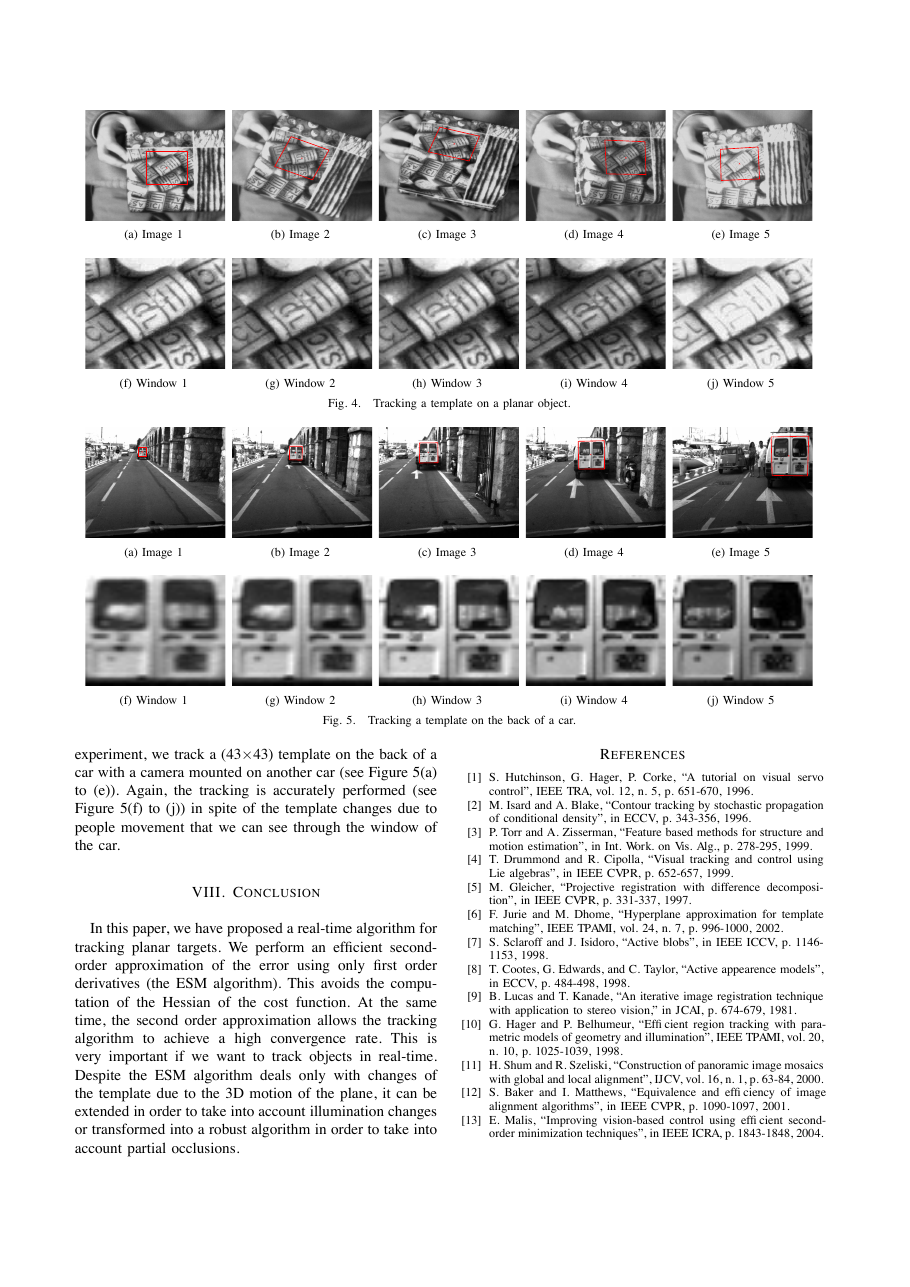 (a) Image 1
(b) Image 2
(c) Image 3
(d) Image 4
(e) Image 5
(f) Window 1
(g) Window 2
(h) Window 3
(i) Window 4
(j) Window 5
Fig. 4. Tracking a template on a planar object.
(a) Image 1
(b) Image 2
(c) Image 3
(d) Image 4
(e) Image 5
(f) Window 1
(g) Window 2
(h) Window 3
(i) Window 4
(j) Window 5
Fig. 5. Tracking a template on the back of a car.
experiment, we track a (43×43) template on the back of a
car with a camera mounted on another car (see Figure 5(a)
to (e)). Again, the tracking is accurately performed (see
Figure 5(f) to (j)) in spite of the template changes due to
people movement that we can see through the window of
the car.
VIII. CONCLUSION
In this paper, we have proposed a real-time algorithm for
tracking planar targets. We perform an efficient second-
order approximation of the error using only first order
derivatives (the ESM algorithm). This avoids the compu-
tation of the Hessian of the cost function. At the same
time, the second order approximation allows the tracking
algorithm to achieve a high convergence rate. This is
very important if we want to track objects in real-time.
Despite the ESM algorithm deals only with changes of
the template due to the 3D motion of the plane, it can be
extended in order to take into account illumination changes
or transformed into a robust algorithm in order to take into
account partial occlusions.
REFERENCES
[1] S. Hutchinson, G. Hager, P. Corke, “A tutorial on visual servo
control”, IEEE TRA, vol. 12, n. 5, p. 651-670, 1996.
[2] M. Isard and A. Blake, “Contour tracking by stochastic propagation
of conditional density”, in ECCV, p. 343-356, 1996.
[3] P. Torr and A. Zisserman, “Feature based methods for structure and
motion estimation”, in Int. Work. on Vis. Alg., p. 278-295, 1999.
[4] T. Drummond and R. Cipolla, “Visual tracking and control using
Lie algebras”, in IEEE CVPR, p. 652-657, 1999.
[5] M. Gleicher, “Projective registration with difference decomposi-
tion”, in IEEE CVPR, p. 331-337, 1997.
[6] F. Jurie and M. Dhome, “Hyperplane approximation for template
matching”, IEEE TPAMI, vol. 24, n. 7, p. 996-1000, 2002.
[7] S. Sclaroff and J. Isidoro, “Active blobs”, in IEEE ICCV, p. 1146-
1153, 1998.
[8] T. Cootes, G. Edwards, and C. Taylor, “Active appearence models”,
in ECCV, p. 484-498, 1998.
[9] B. Lucas and T. Kanade, “An iterative image registration technique
with application to stereo vision,” in JCAI, p. 674-679, 1981.
[10] G. Hager and P. Belhumeur, “Efficient region tracking with para-
metric models of geometry and illumination”, IEEE TPAMI, vol. 20,
n. 10, p. 1025-1039, 1998.
[11] H. Shum and R. Szeliski, “Construction of panoramic image mosaics
with global and local alignment”, IJCV, vol. 16, n. 1, p. 63-84, 2000.
[12] S. Baker and I. Matthews, “Equivalence and efficiency of image
alignment algorithms”, in IEEE CVPR, p. 1090-1097, 2001.
[13] E. Malis, “Improving vision-based control using efficient second-
order minimization techniques”, in IEEE ICRA, p. 1843-1848, 2004.